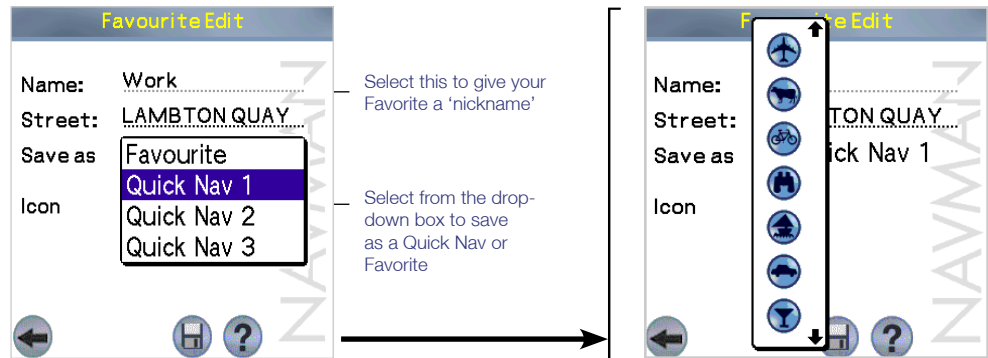 Favourite Edit
Name: Work
Street: LAMBTON QUAY
Save as
Favourite
Quick Nav 1
Quick Nav 2
Quick Nav 3
Icon
?
NAVMAN
Select this to give your
Favorite a ‘nickname’
Select from the drop-
down box to save
as a Quick Nav or
Favorite
F te Edit
Name:
Street: TON QUAY
Save as ick Nav 1
Icon
?
NAVMAN